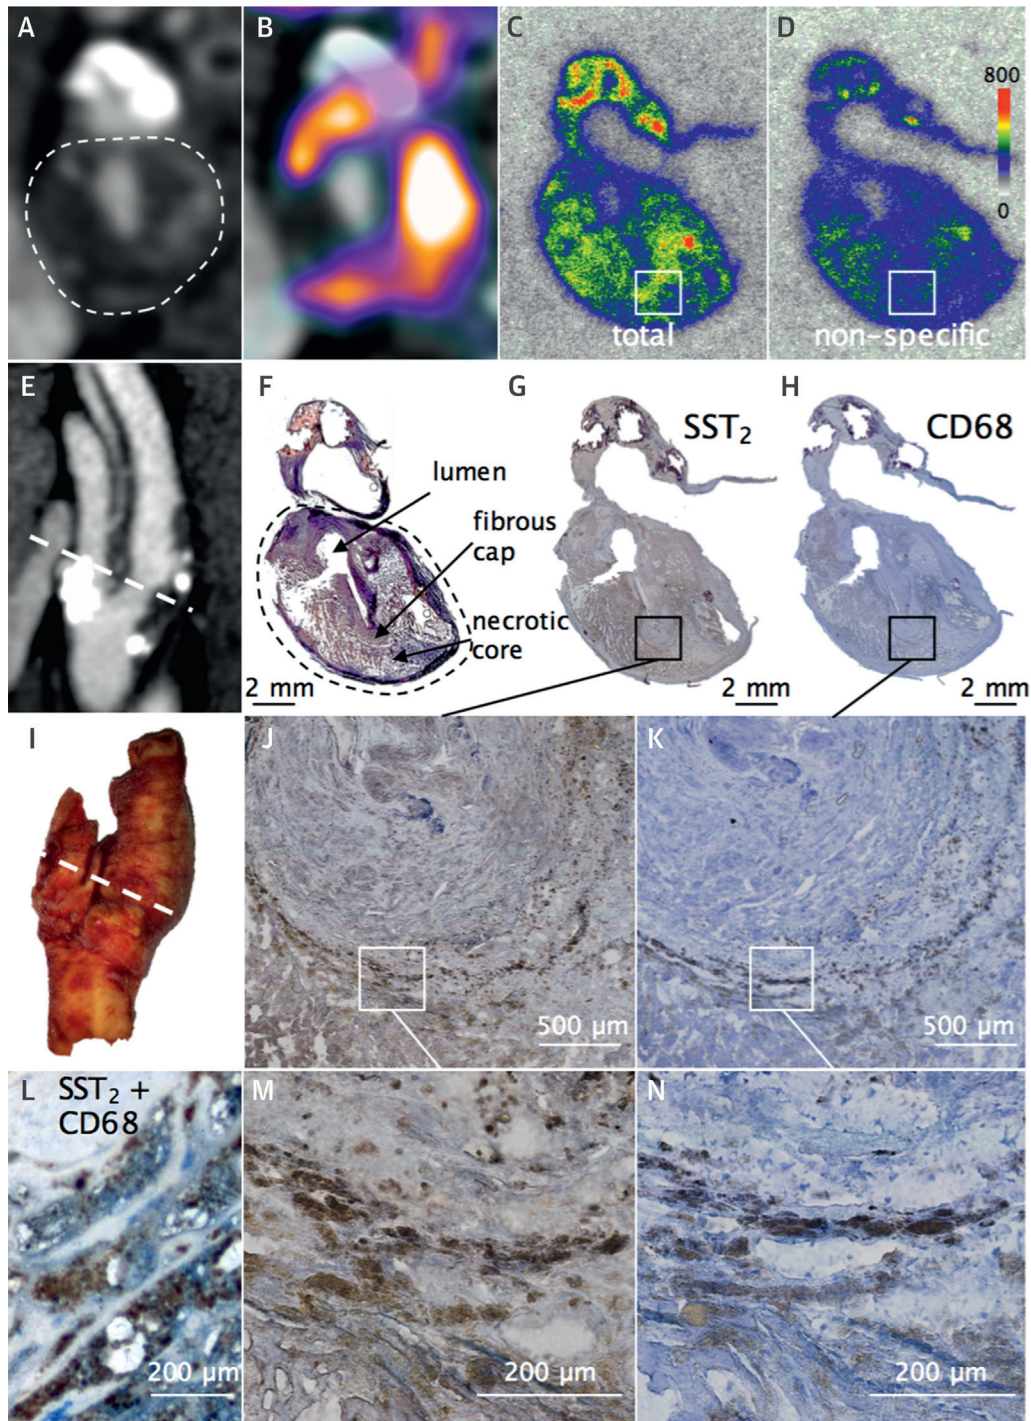 A
B
C
D
800
0
total
non-specific
E
F
G
H
SST₂
CD68
lumen
fibrous
cap
necrotic
core
2 mm
2 mm
2 mm
I
J
K
500 µm
500 µm
L
SST₂ +
CD68
M
N
200 µm
200 µm
200 µm